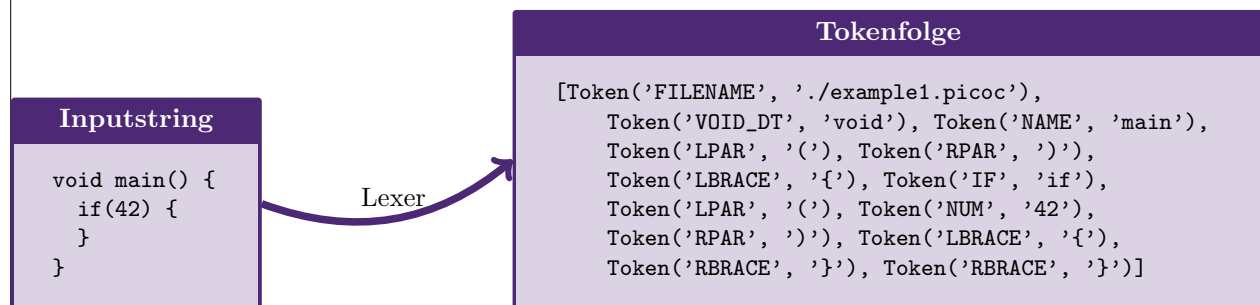 Inputstring
void main() {
  if(42) {
  }
}
Lexer
Tokenfolge
[Token('FILENAME', './example1.picoc'),
    Token('VOID_DT', 'void'), Token('NAME', 'main'),
    Token('LPAR', '('), Token('RPAR', ')'),
    Token('LBRACE', '{'), Token('IF', 'if'),
    Token('LPAR', '('), Token('NUM', '42'),
    Token('RPAR', ')'), Token('LBRACE', '{'),
    Token('RBRACE', '}'), Token('RBRACE', '}')]